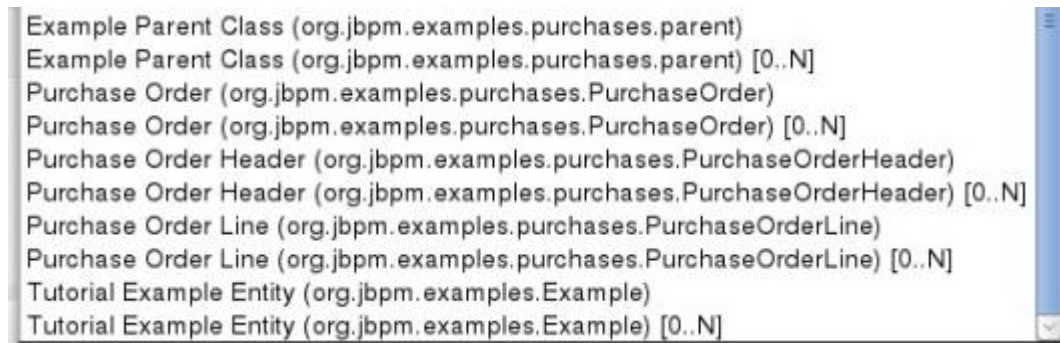 Example Parent Class (org.jbpm.examples.purchases.parent)
Example Parent Class (org.jbpm.examples.purchases.parent) [0..N]
Purchase Order (org.jbpm.examples.purchases.PurchaseOrder)
Purchase Order (org.jbpm.examples.purchases.PurchaseOrder) [0..N]
Purchase Order Header (org.jbpm.examples.purchases.PurchaseOrderHeader)
Purchase Order Header (org.jbpm.examples.purchases.PurchaseOrderHeader) [0..N]
Purchase Order Line (org.jbpm.examples.purchases.PurchaseOrderLine)
Purchase Order Line (org.jbpm.examples.purchases.PurchaseOrderLine) [0..N]
Tutorial Example Entity (org.jbpm.examples.Example)
Tutorial Example Entity (org.jbpm.examples.Example) [0..N]